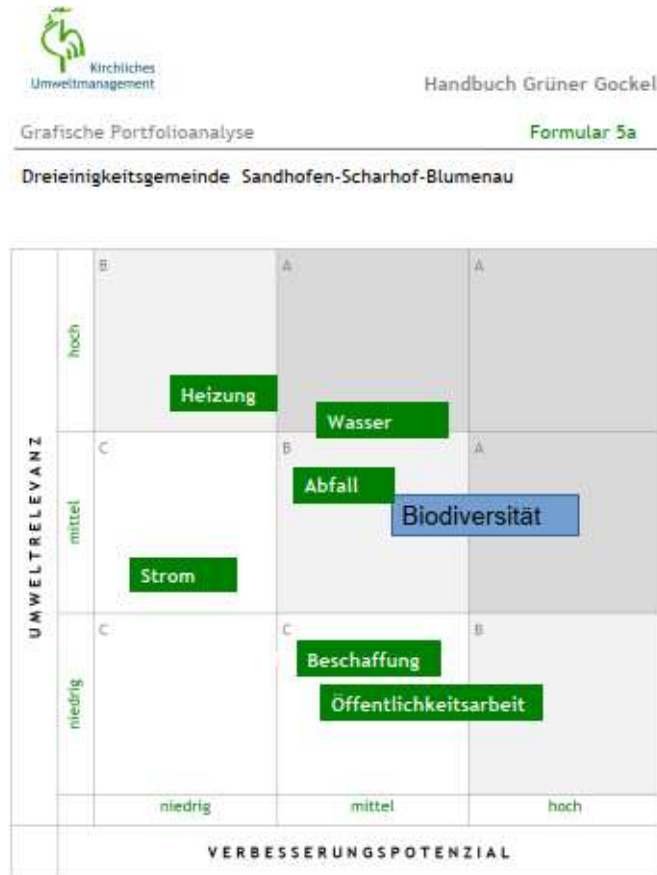 Kirchliches
Umweltmanagement
Handbuch Grüner Gockel
Grafische Portfolioanalyse
Formular 5a
Dreieinigkeitsgemeinde Sandhofen-Scharhof-Blumenau
UMWELTRELEVANZ
hoch
B
A
A
Heizung
Wasser
mittel
C
B
A
Abfall
Biodiversität
Strom
niedrig
C
C
B
Beschaffung
Öffentlichkeitsarbeit
niedrig
mittel
hoch
VERBESSERUNGSPOTENZIAL